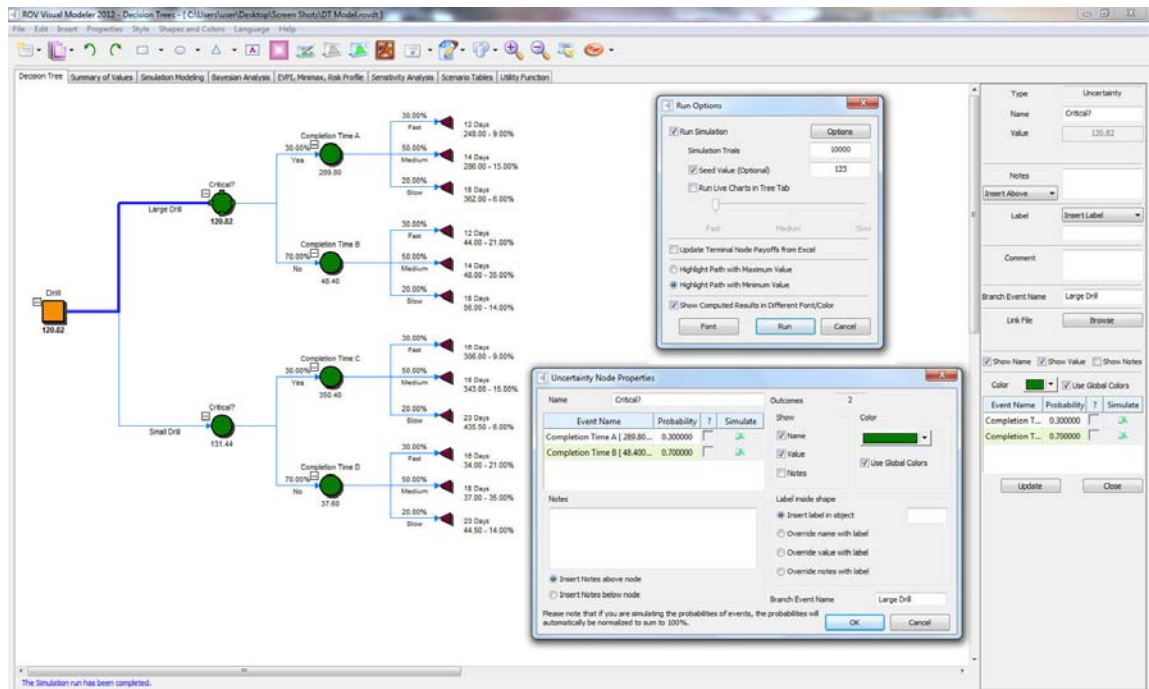 ROV Visual Modeler 2012 - Decision Trees - [ C:\Users\user\Desktop\Screen Shots\DT Model.rovdt ]
File Edit Insert Properties Style Shapes and Colors Language Help
Decision Tree Summary of Values Simulation Modeling Bayesian Analysis EVPI, Minimax, Risk Profile Sensitivity Analysis Scenario Tables Utility Function
Drill
120.82
Large Drill
Critical?
120.82
30.00%
Yes
Completion Time A
289.80
30.00%
Fast
12 Days
248.00 - 9.00%
50.00%
Medium
14 Days
286.00 - 15.00%
20.00%
Slow
18 Days
362.00 - 6.00%
70.00%
No
Completion Time B
48.40
30.00%
Fast
12 Days
44.00 - 21.00%
50.00%
Medium
14 Days
48.00 - 35.00%
20.00%
Slow
18 Days
56.00 - 14.00%
Small Drill
Critical?
131.44
30.00%
Yes
Completion Time C
350.40
30.00%
Fast
16 Days
306.00 - 9.00%
50.00%
Medium
18 Days
343.00 - 15.00%
20.00%
Slow
23 Days
435.50 - 6.00%
70.00%
No
Completion Time D
37.60
30.00%
Fast
16 Days
34.00 - 21.00%
50.00%
Medium
18 Days
37.00 - 35.00%
20.00%
Slow
23 Days
44.50 - 14.00%
Run Options
Run Simulation Options
Simulation Trials 10000
Seed Value (Optional) 123
Run Live Charts in Tree Tab
Fast Medium Slow
Update Terminal Node Payoffs from Excel
Highlight Path with Maximum Value
Highlight Path with Minimum Value
Show Computed Results in Different Font/Color
Font Run Cancel
Uncertainty Node Properties
Name Critical? Outcomes 2
Event Name Probability ? Simulate
Completion Time A [ 289.80... 0.300000
Completion Time B [ 48.400... 0.700000
Show Color
Name
Value
Notes
Use Global Colors
Notes
Insert Notes above node
Insert Notes below node
Label inside shape
Insert label in object
Override name with label
Override value with label
Override notes with label
Branch Event Name Large Drill
Please note that if you are simulating the probabilities of events, the probabilities will
automatically be normalized to sum to 100%.
OK Cancel
Type Uncertainty
Name Critical?
Value 120.82
Notes
Insert Above
Label Insert Label
Comment
Branch Event Name Large Drill
Link File Browse
Show Name Show Value Show Notes
Color Use Global Colors
Event Name Probability ? Simulate
Completion T... 0.300000
Completion T... 0.700000
Update Close
The Simulation run has been completed.